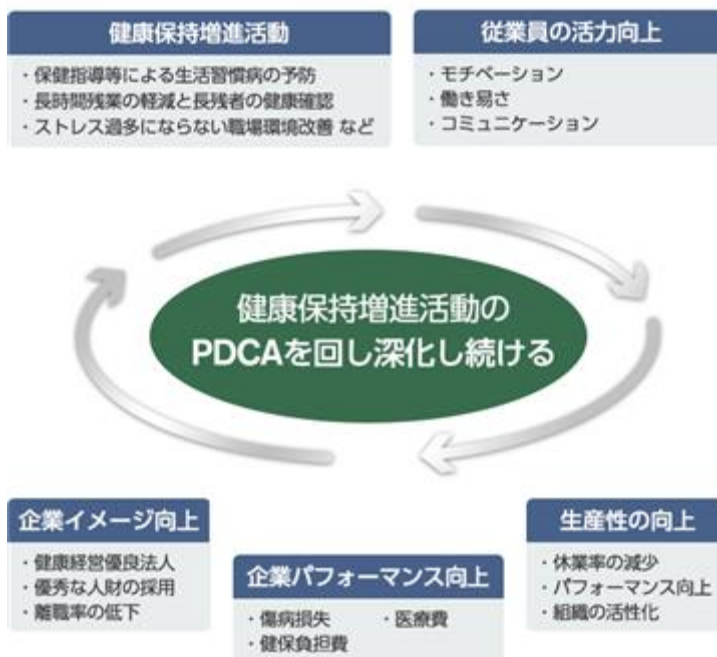 健康保持増進活動
・保健指導等による生活習慣病の予防
・長時間残業の軽減と長残者の健康確認
・ストレス過多にならない職場環境改善 など
従業員の活力向上
・モチベーション
・働き易さ
・コミュニケーション
健康保持増進活動の
PDCAを回し深化し続ける
企業イメージ向上
・健康経営優良法人
・優秀な人財の採用
・離職率の低下
企業パフォーマンス向上
・傷病損失 ・医療費
・健保負担費
生産性の向上
・休業率の減少
・パフォーマンス向上
・組織の活性化